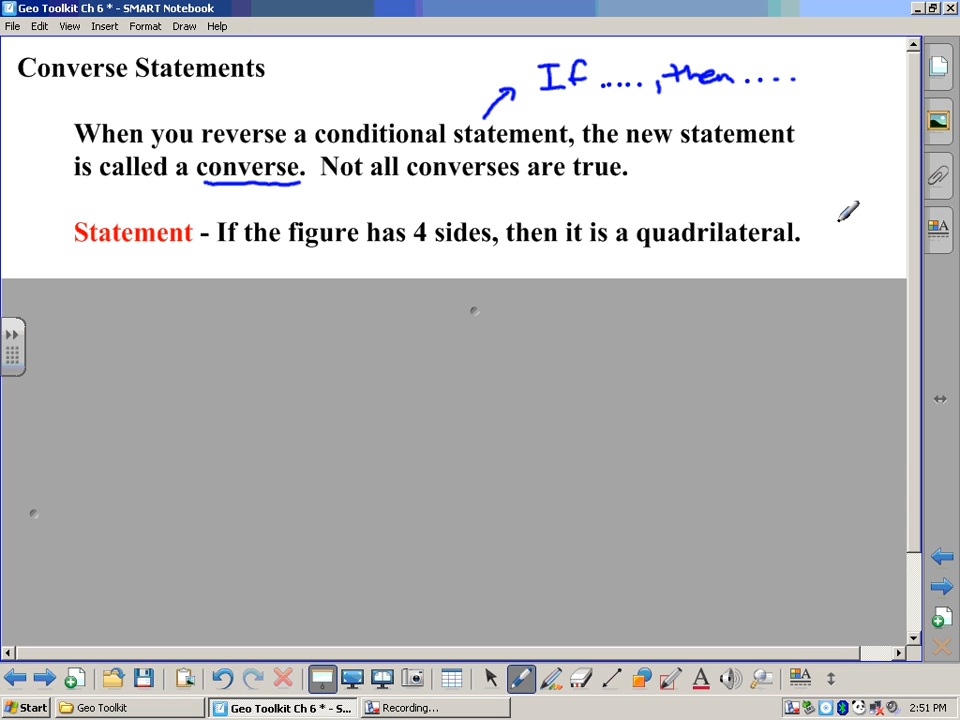 Geo Toolkit Ch 6 * - SMART Notebook
File Edit View Insert Format Draw Help
Converse Statements
If ....., then ....
When you reverse a conditional statement, the new statement
is called a converse. Not all converses are true.
Statement - If the figure has 4 sides, then it is a quadrilateral.
Start Geo Toolkit Geo Toolkit Ch 6 * - S... Recording... 2:51 PM